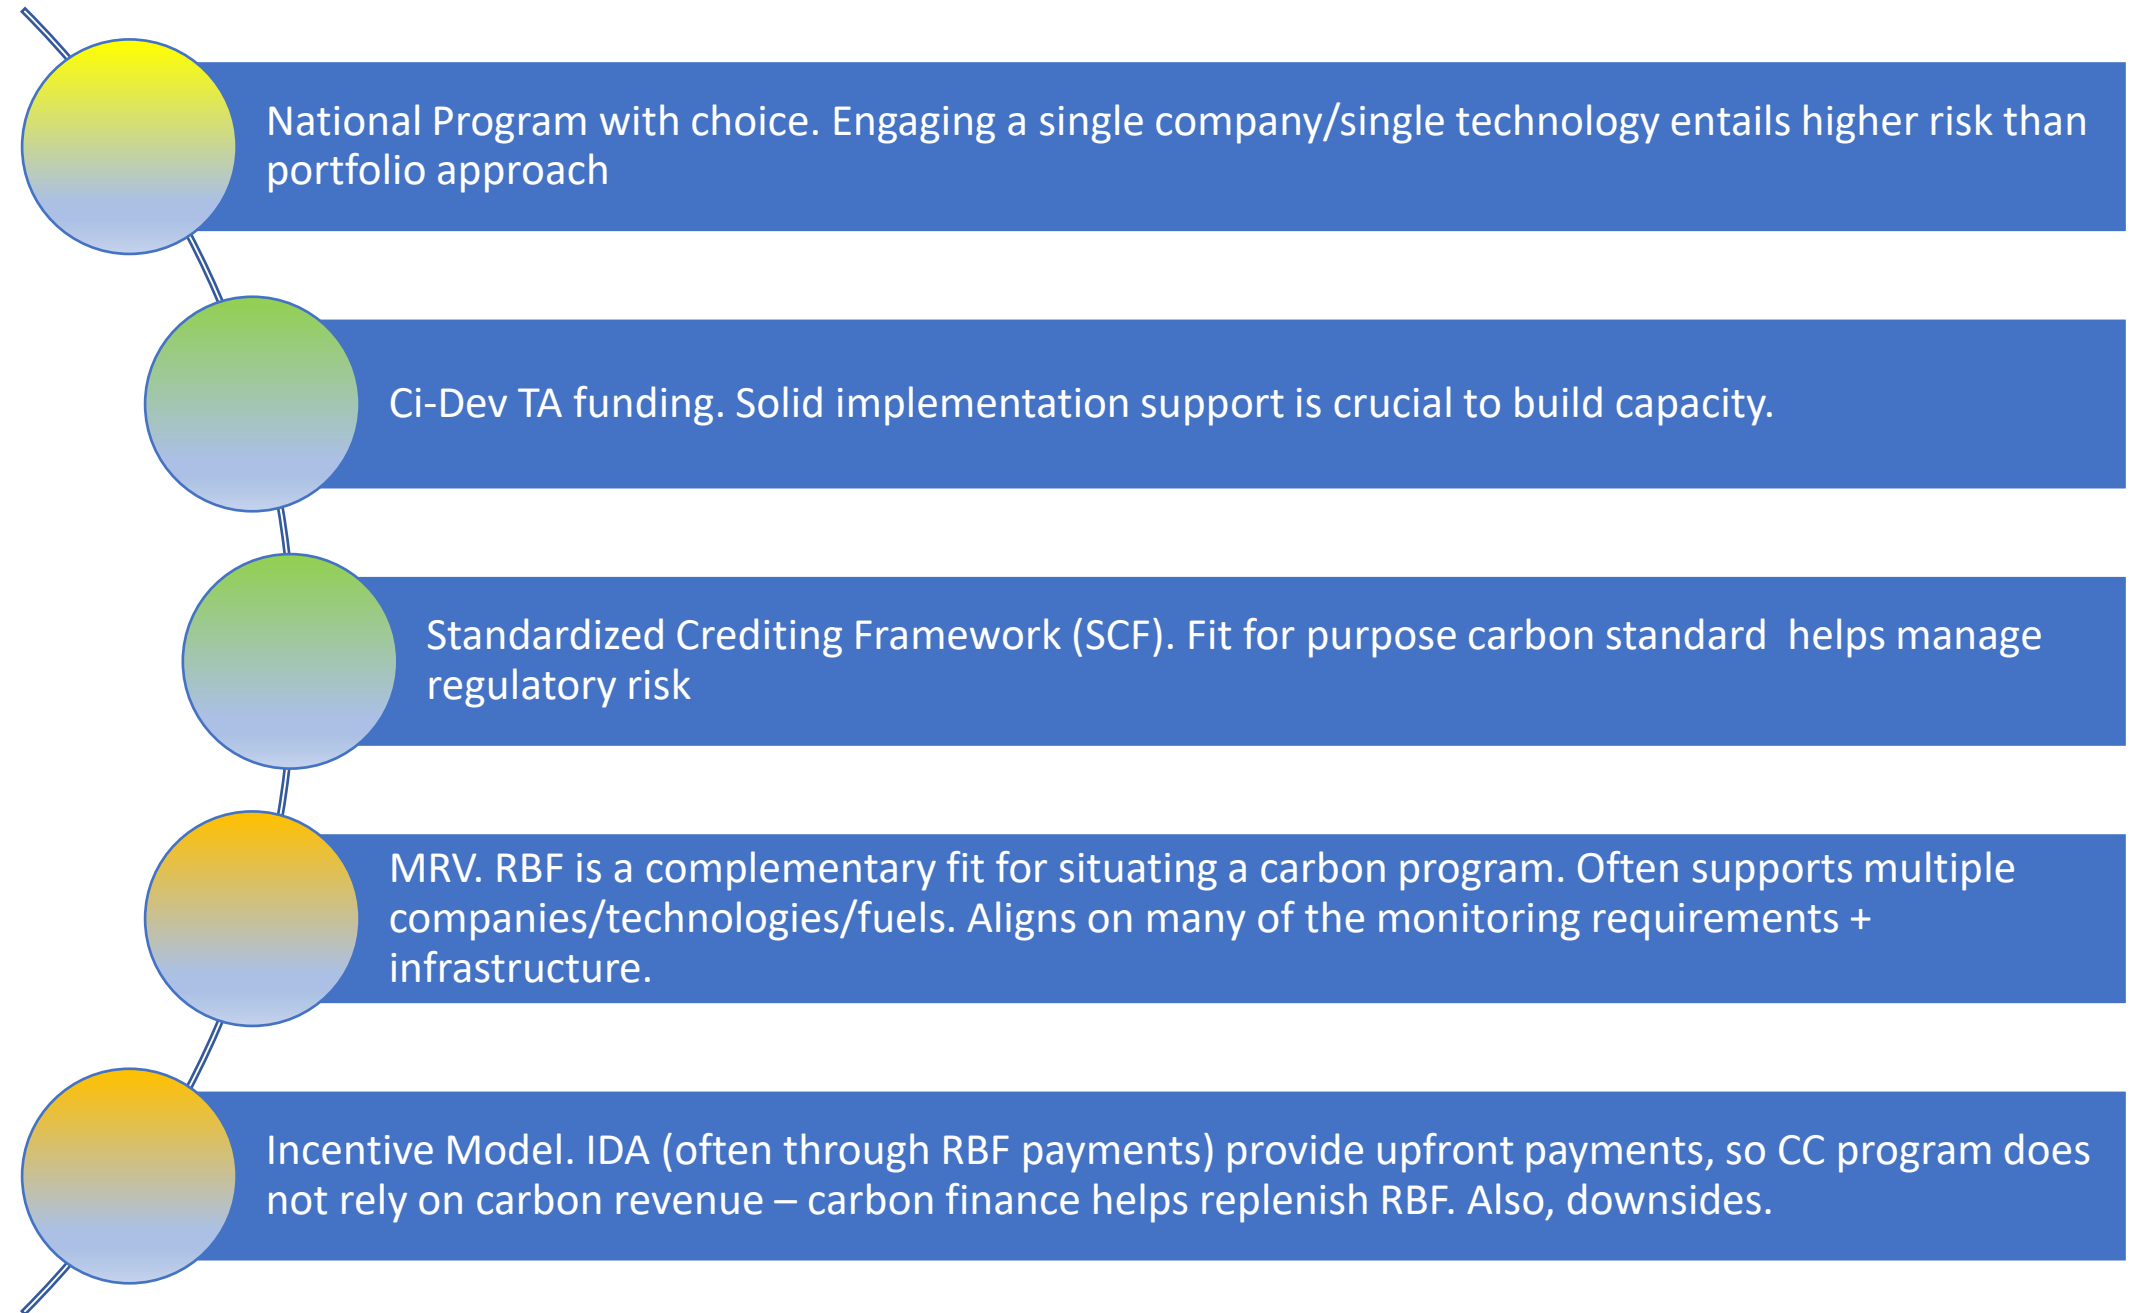 National Program with choice. Engaging a single company/single technology entails higher risk than
portfolio approach
Ci-Dev TA funding. Solid implementation support is crucial to build capacity.
Standardized Crediting Framework (SCF). Fit for purpose carbon standard  helps manage
regulatory risk
MRV. RBF is a complementary fit for situating a carbon program. Often supports multiple
companies/technologies/fuels. Aligns on many of the monitoring requirements +
infrastructure.
Incentive Model. IDA (often through RBF payments) provide upfront payments, so CC program does
not rely on carbon revenue – carbon finance helps replenish RBF. Also, downsides.